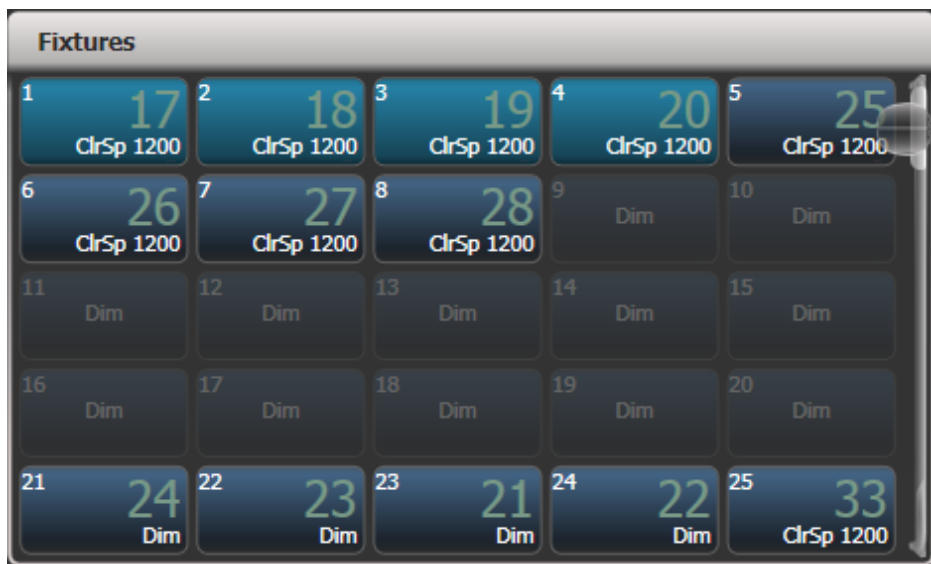 Fixtures
1 17 ClrSp 1200
2 18 ClrSp 1200
3 19 ClrSp 1200
4 20 ClrSp 1200
5 25 ClrSp 1200
6 26 ClrSp 1200
7 27 ClrSp 1200
8 28 ClrSp 1200
9 Dim
10 Dim
11 Dim
12 Dim
13 Dim
14 Dim
15 Dim
16 Dim
17 Dim
18 Dim
19 Dim
20 Dim
21 24 Dim
22 23 Dim
23 21 Dim
24 22 Dim
25 33 ClrSp 1200